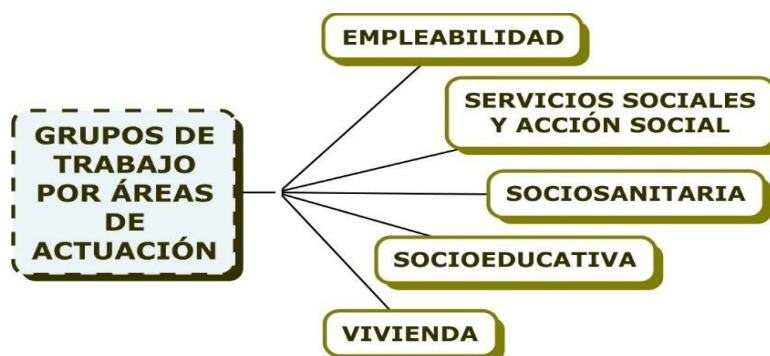 GRUPOS DE
TRABAJO
POR ÁREAS
DE
ACTUACIÓN
EMPLEABILIDAD
SERVICIOS SOCIALES
Y ACCIÓN SOCIAL
SOCIOSANITARIA
SOCIOEDUCATIVA
VIVIENDA